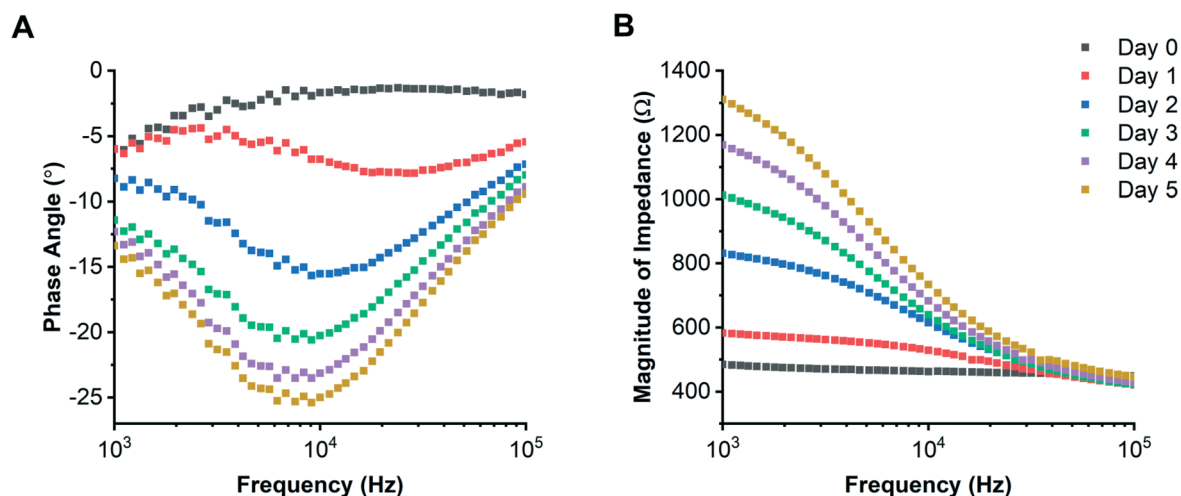 A
B
0
-5
-10
-15
-20
-25
Phase Angle (°)
10³
10⁴
10⁵
Frequency (Hz)
1400
1200
1000
800
600
400
Magnitude of Impedance (Ω)
10³
10⁴
10⁵
Frequency (Hz)
Day 0
Day 1
Day 2
Day 3
Day 4
Day 5